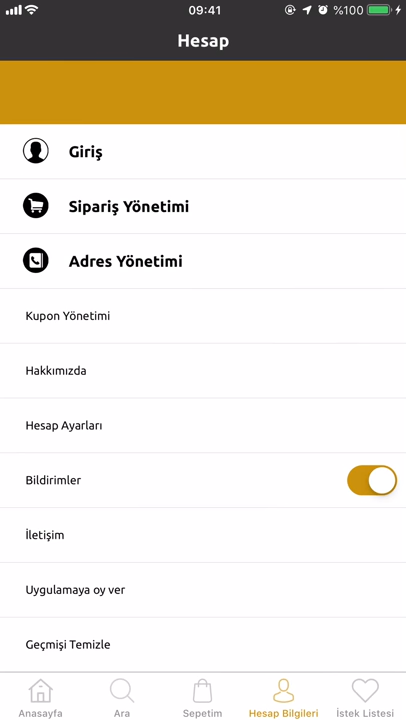 09:41
%100
Hesap
Giriş
Sipariş Yönetimi
Adres Yönetimi
Kupon Yönetimi
Hakkımızda
Hesap Ayarları
Bildirimler
İletişim
Uygulamaya oy ver
Geçmişi Temizle
Anasayfa Ara Sepetim Hesap Bilgileri İstek Listesi